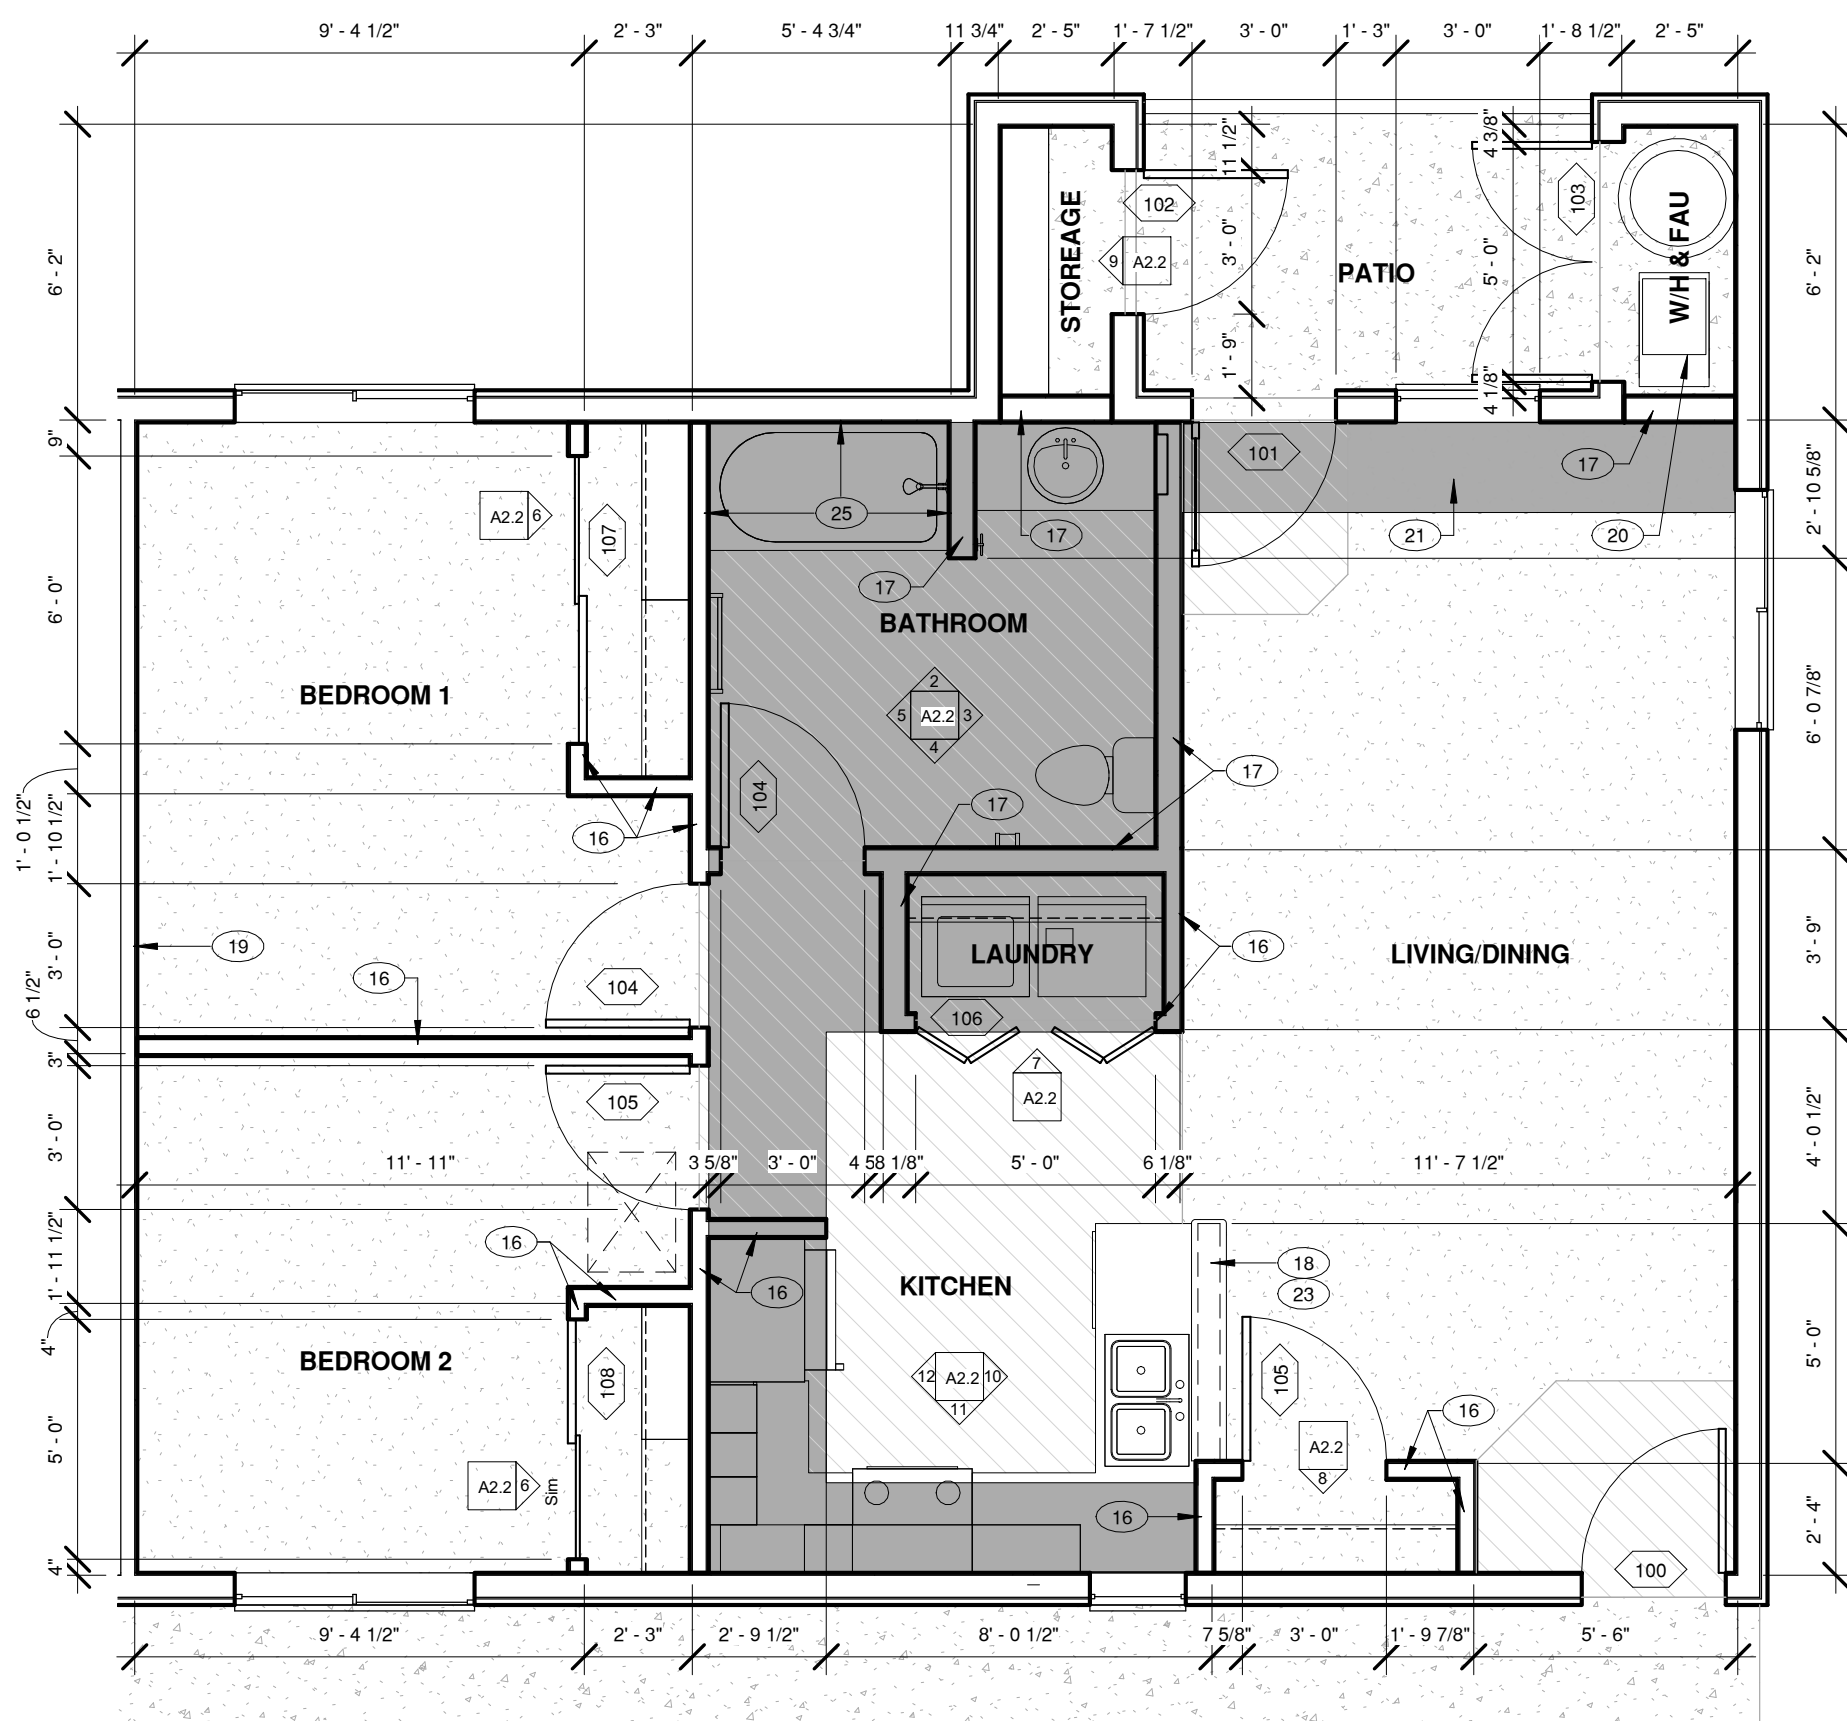 9' - 4 1/2" 2' - 3" 5' - 4 3/4" 11 3/4" 2' - 5" 1' - 7 1/2" 3' - 0" 1' - 3" 3' - 0" 1' - 8 1/2" 2' - 5"
6' - 2"
STOREAGE
102
9 A2.2
11 1/2"
3' - 0"
1' - 9"
PATIO
4 3/8"
5' - 0"
4 1/8"
103
W/H & FAU
6' - 2"
9"
A2.2 6
107
25
17
17
101
21
17
20
2' - 10 5/8"
6' - 0"
BEDROOM 1
BATHROOM
2
5 A2.2 3
4
104
17
17
6' - 0 7/8"
1' - 0 1/2"
1' - 10 1/2"
16
19
16
104
3' - 0"
6 1/2"
3"
LAUNDRY
106
16
LIVING/DINING
3' - 9"
7
A2.2
105
3' - 0"
11' - 11" 3 5/8" 3' - 0" 4 58 1/8" 5' - 0" 6 1/8" 11' - 7 1/2"
4' - 0 1/2"
1' - 11 1/2"
16
16
KITCHEN
18
23
4"
BEDROOM 2
108
12 A2.2 10
11
105
5' - 0"
16
5' - 0"
A2.2 6
Sim
A2.2
8
16
2' - 4"
4"
100
9' - 4 1/2" 2' - 3" 2' - 9 1/2" 8' - 0 1/2" 7 5/8" 3' - 0" 1' - 9 7/8" 5' - 6"